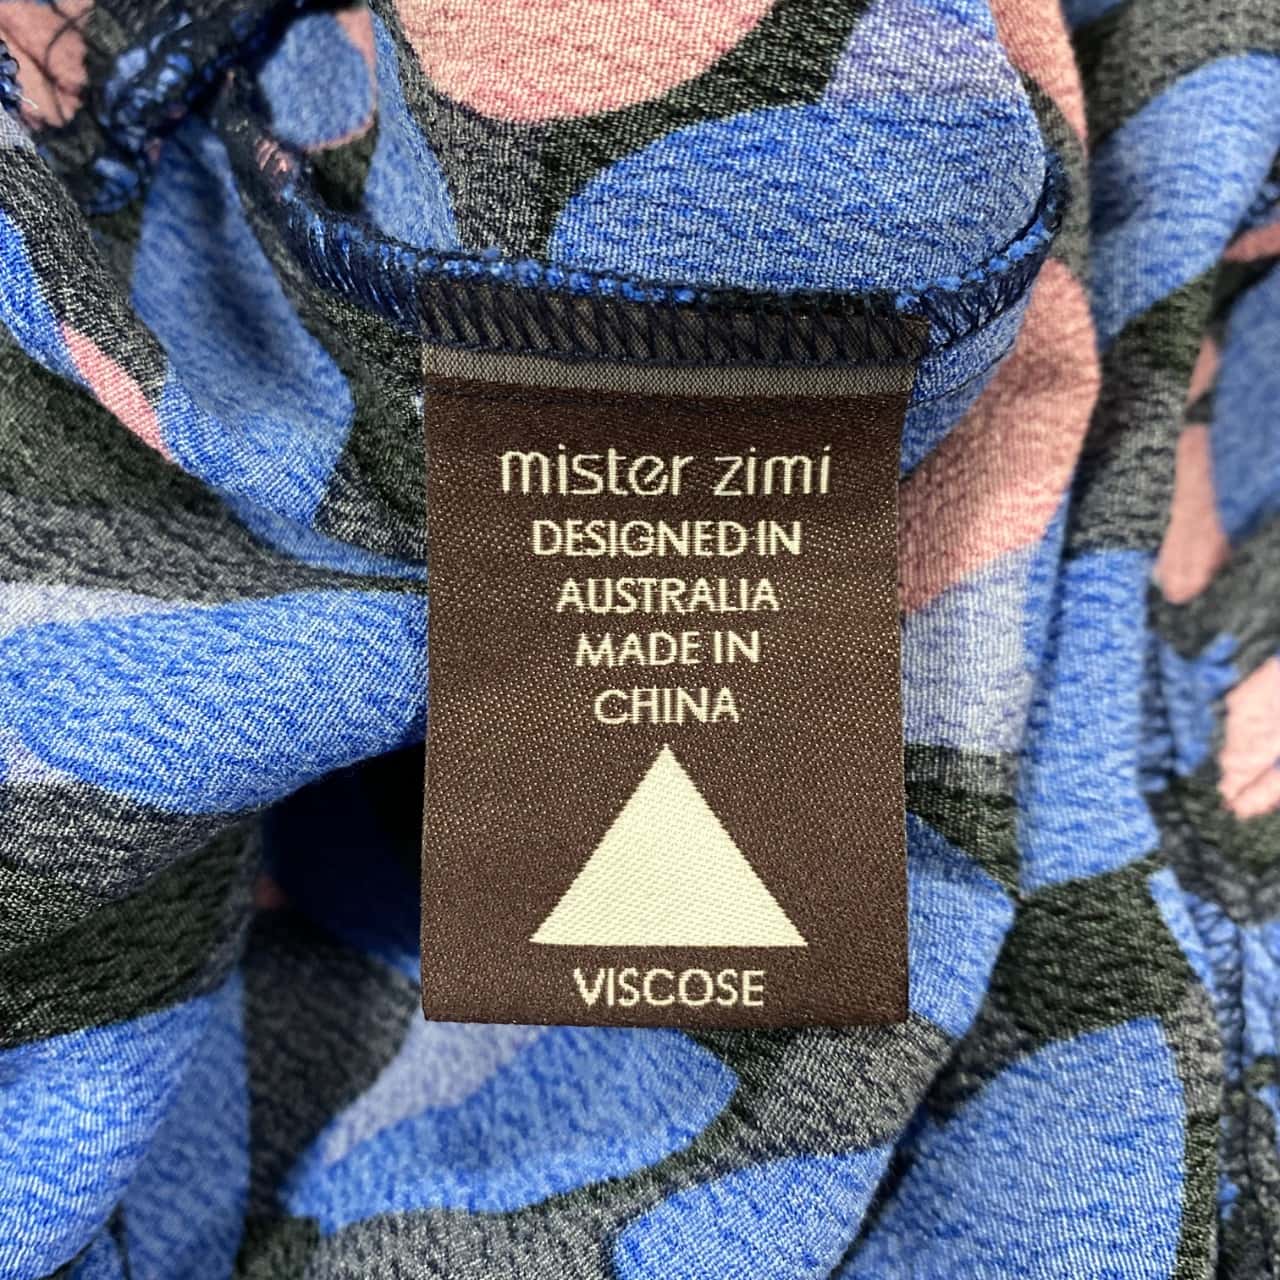 mister zimi
DESIGNED IN
AUSTRALIA
MADE IN
CHINA
VISCOSE